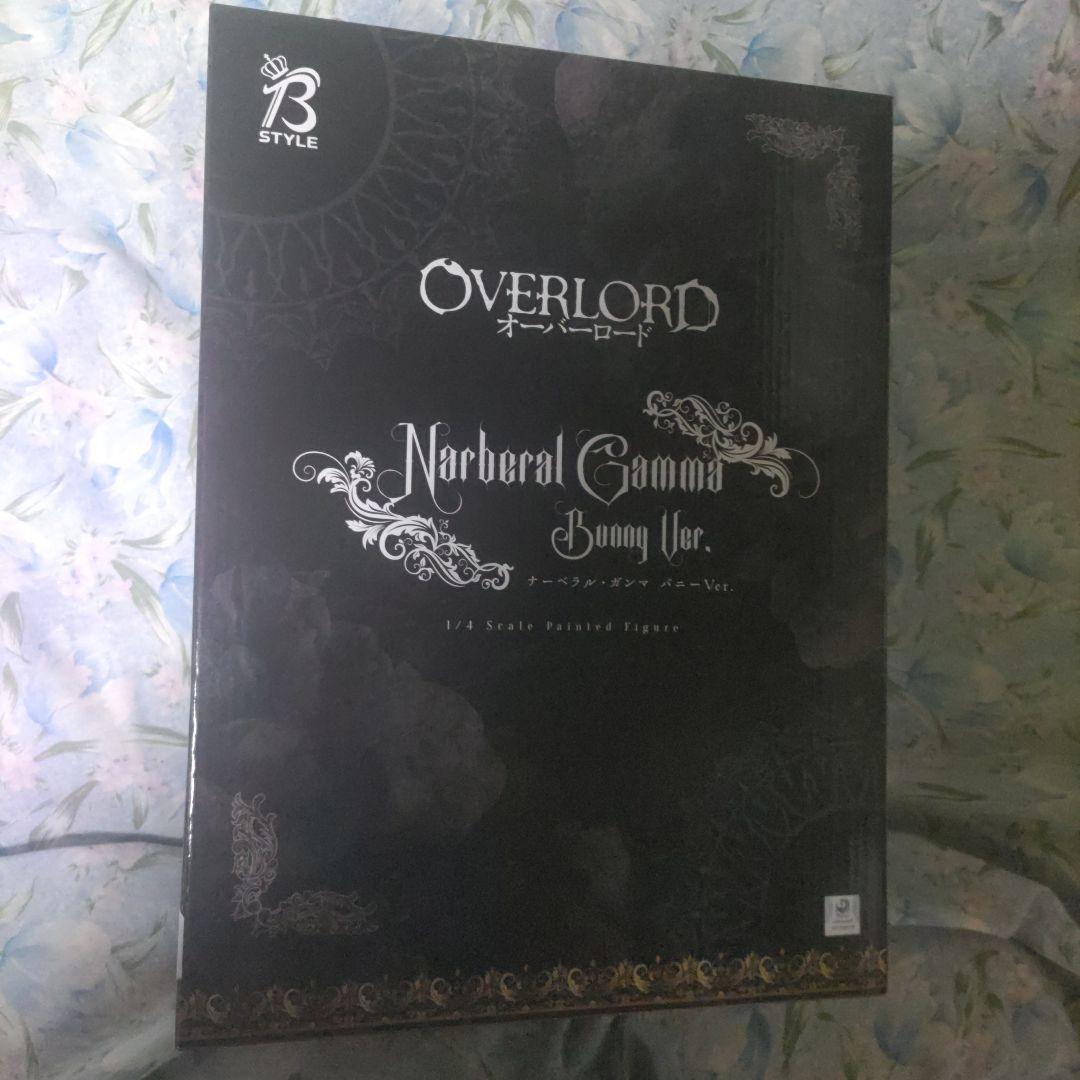 B
STYLE
OVERLORD
オーバーロード
Narberal Gamma
Bunny Ver.
ナーベラル・ガンマ バニーVer.
1/4 Scale Painted Figure